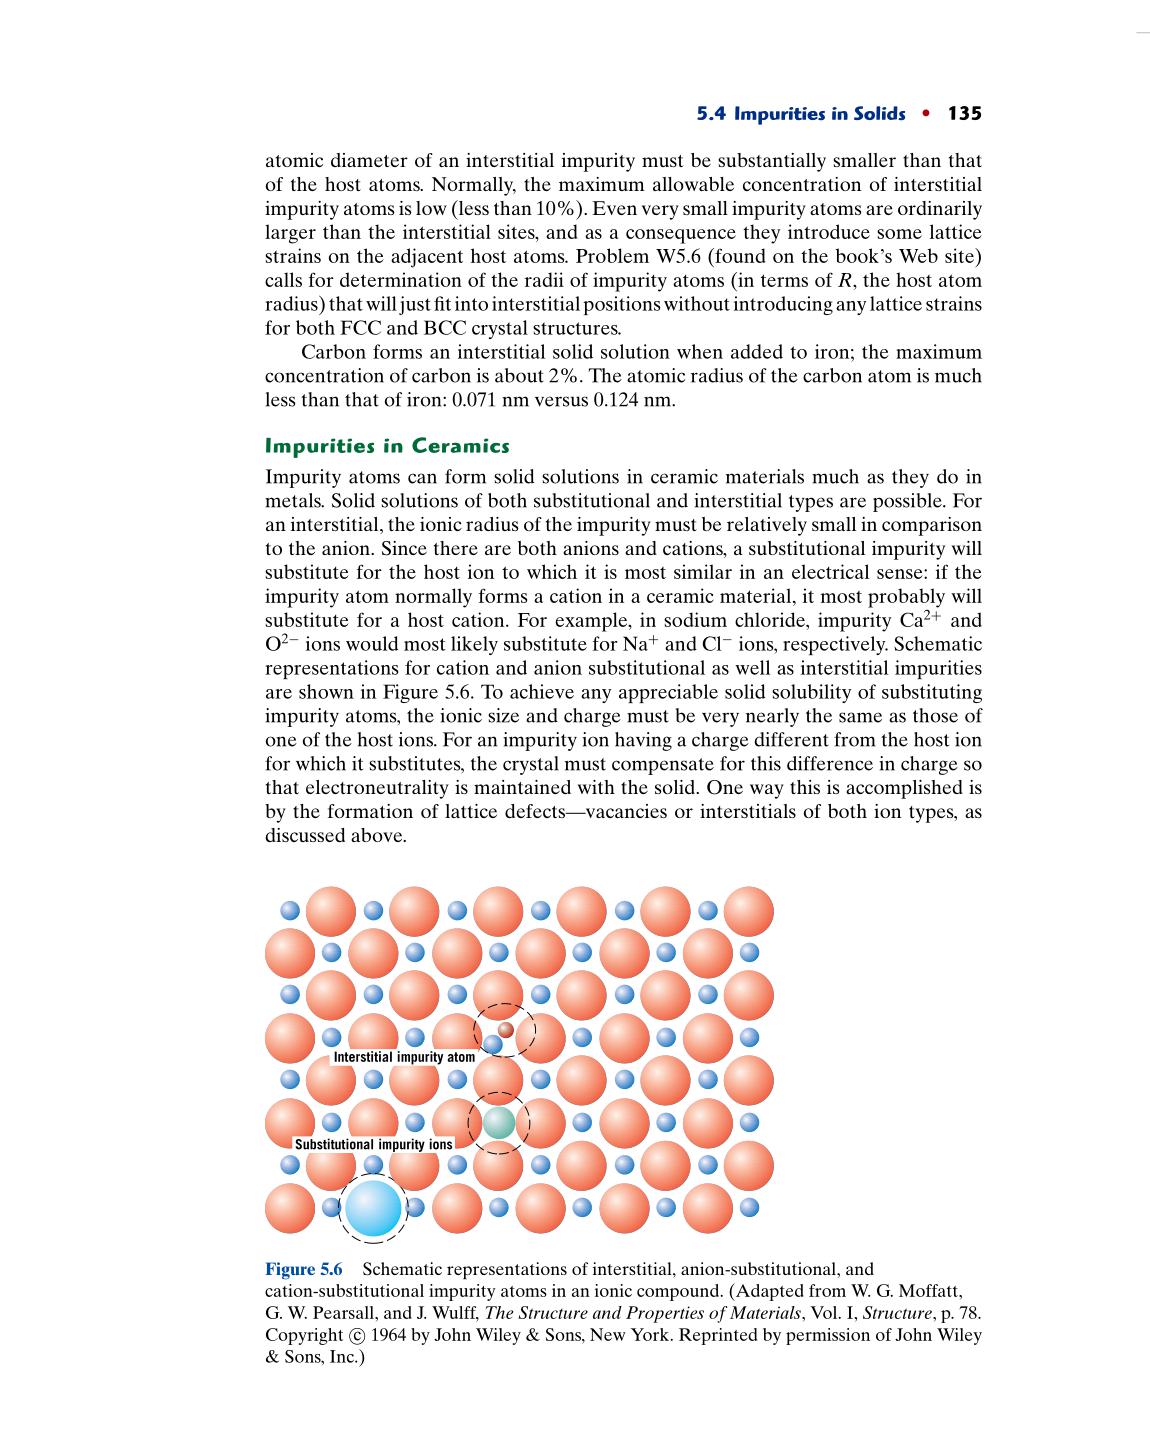 5.4 Impurities in Solids • 135
atomic diameter of an interstitial impurity must be substantially smaller than that
of the host atoms. Normally, the maximum allowable concentration of interstitial
impurity atoms is low (less than 10%). Even very small impurity atoms are ordinarily
larger than the interstitial sites, and as a consequence they introduce some lattice
strains on the adjacent host atoms. Problem W5.6 (found on the book's Web site)
calls for determination of the radii of impurity atoms (in terms of R, the host atom
radius) that will just fit into interstitial positions without introducing any lattice strains
for both FCC and BCC crystal structures.
Carbon forms an interstitial solid solution when added to iron; the maximum
concentration of carbon is about 2%. The atomic radius of the carbon atom is much
less than that of iron: 0.071 nm versus 0.124 nm.
Impurities in Ceramics
Impurity atoms can form solid solutions in ceramic materials much as they do in
metals. Solid solutions of both substitutional and interstitial types are possible. For
an interstitial, the ionic radius of the impurity must be relatively small in comparison
to the anion. Since there are both anions and cations, a substitutional impurity will
substitute for the host ion to which it is most similar in an electrical sense: if the
impurity atom normally forms a cation in a ceramic material, it most probably will
substitute for a host cation. For example, in sodium chloride, impurity Ca²⁺ and
O²⁻ ions would most likely substitute for Na⁺ and Cl⁻ ions, respectively. Schematic
representations for cation and anion substitutional as well as interstitial impurities
are shown in Figure 5.6. To achieve any appreciable solid solubility of substituting
impurity atoms, the ionic size and charge must be very nearly the same as those of
one of the host ions. For an impurity ion having a charge different from the host ion
for which it substitutes, the crystal must compensate for this difference in charge so
that electroneutrality is maintained with the solid. One way this is accomplished is
by the formation of lattice defects—vacancies or interstitials of both ion types, as
discussed above.
Interstitial impurity atom
Substitutional impurity ions
Figure 5.6 Schematic representations of interstitial, anion-substitutional, and
cation-substitutional impurity atoms in an ionic compound. (Adapted from W. G. Moffatt,
G. W. Pearsall, and J. Wulff, The Structure and Properties of Materials, Vol. I, Structure, p. 78.
Copyright © 1964 by John Wiley & Sons, New York. Reprinted by permission of John Wiley
& Sons, Inc.)